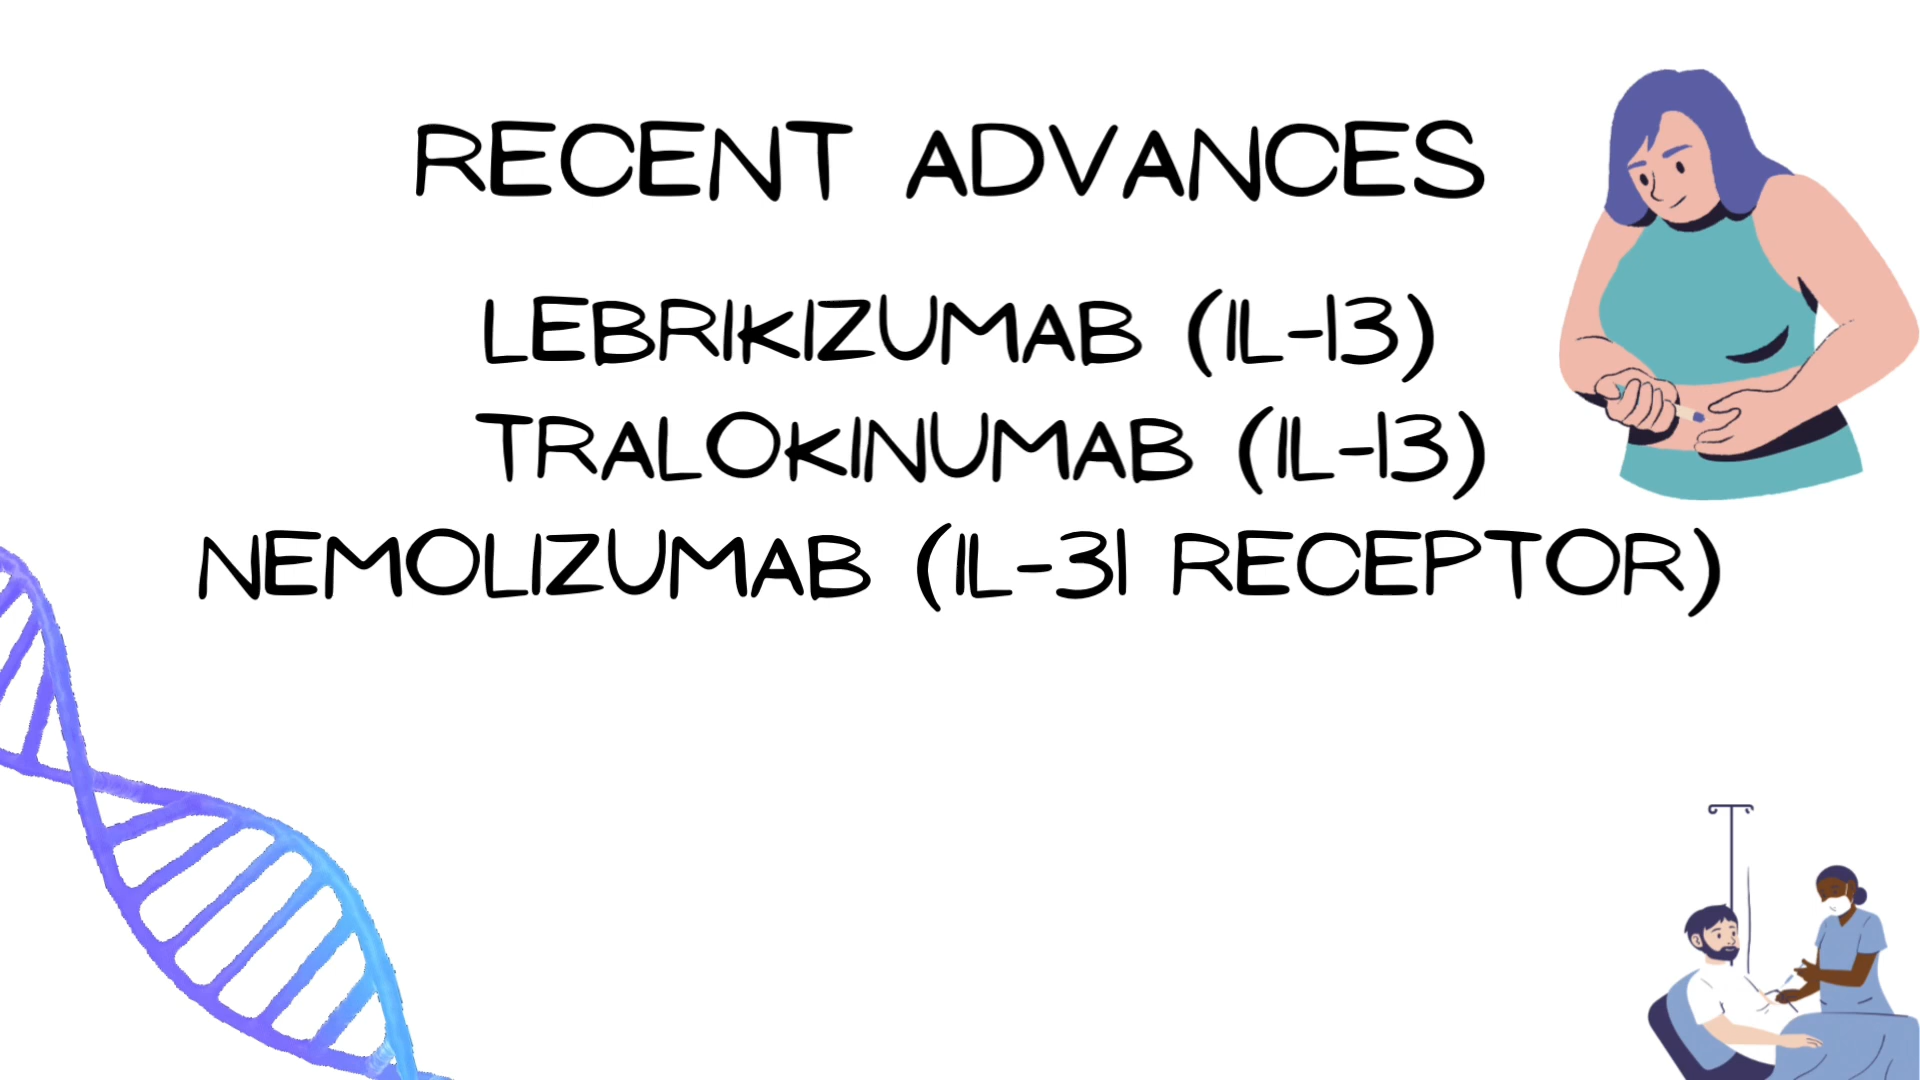 RECENT ADVANCES
LEBRIKIZUMAB (IL-13)
TRALOKINUMAB (IL-13)
NEMOLIZUMAB (IL-31 RECEPTOR)